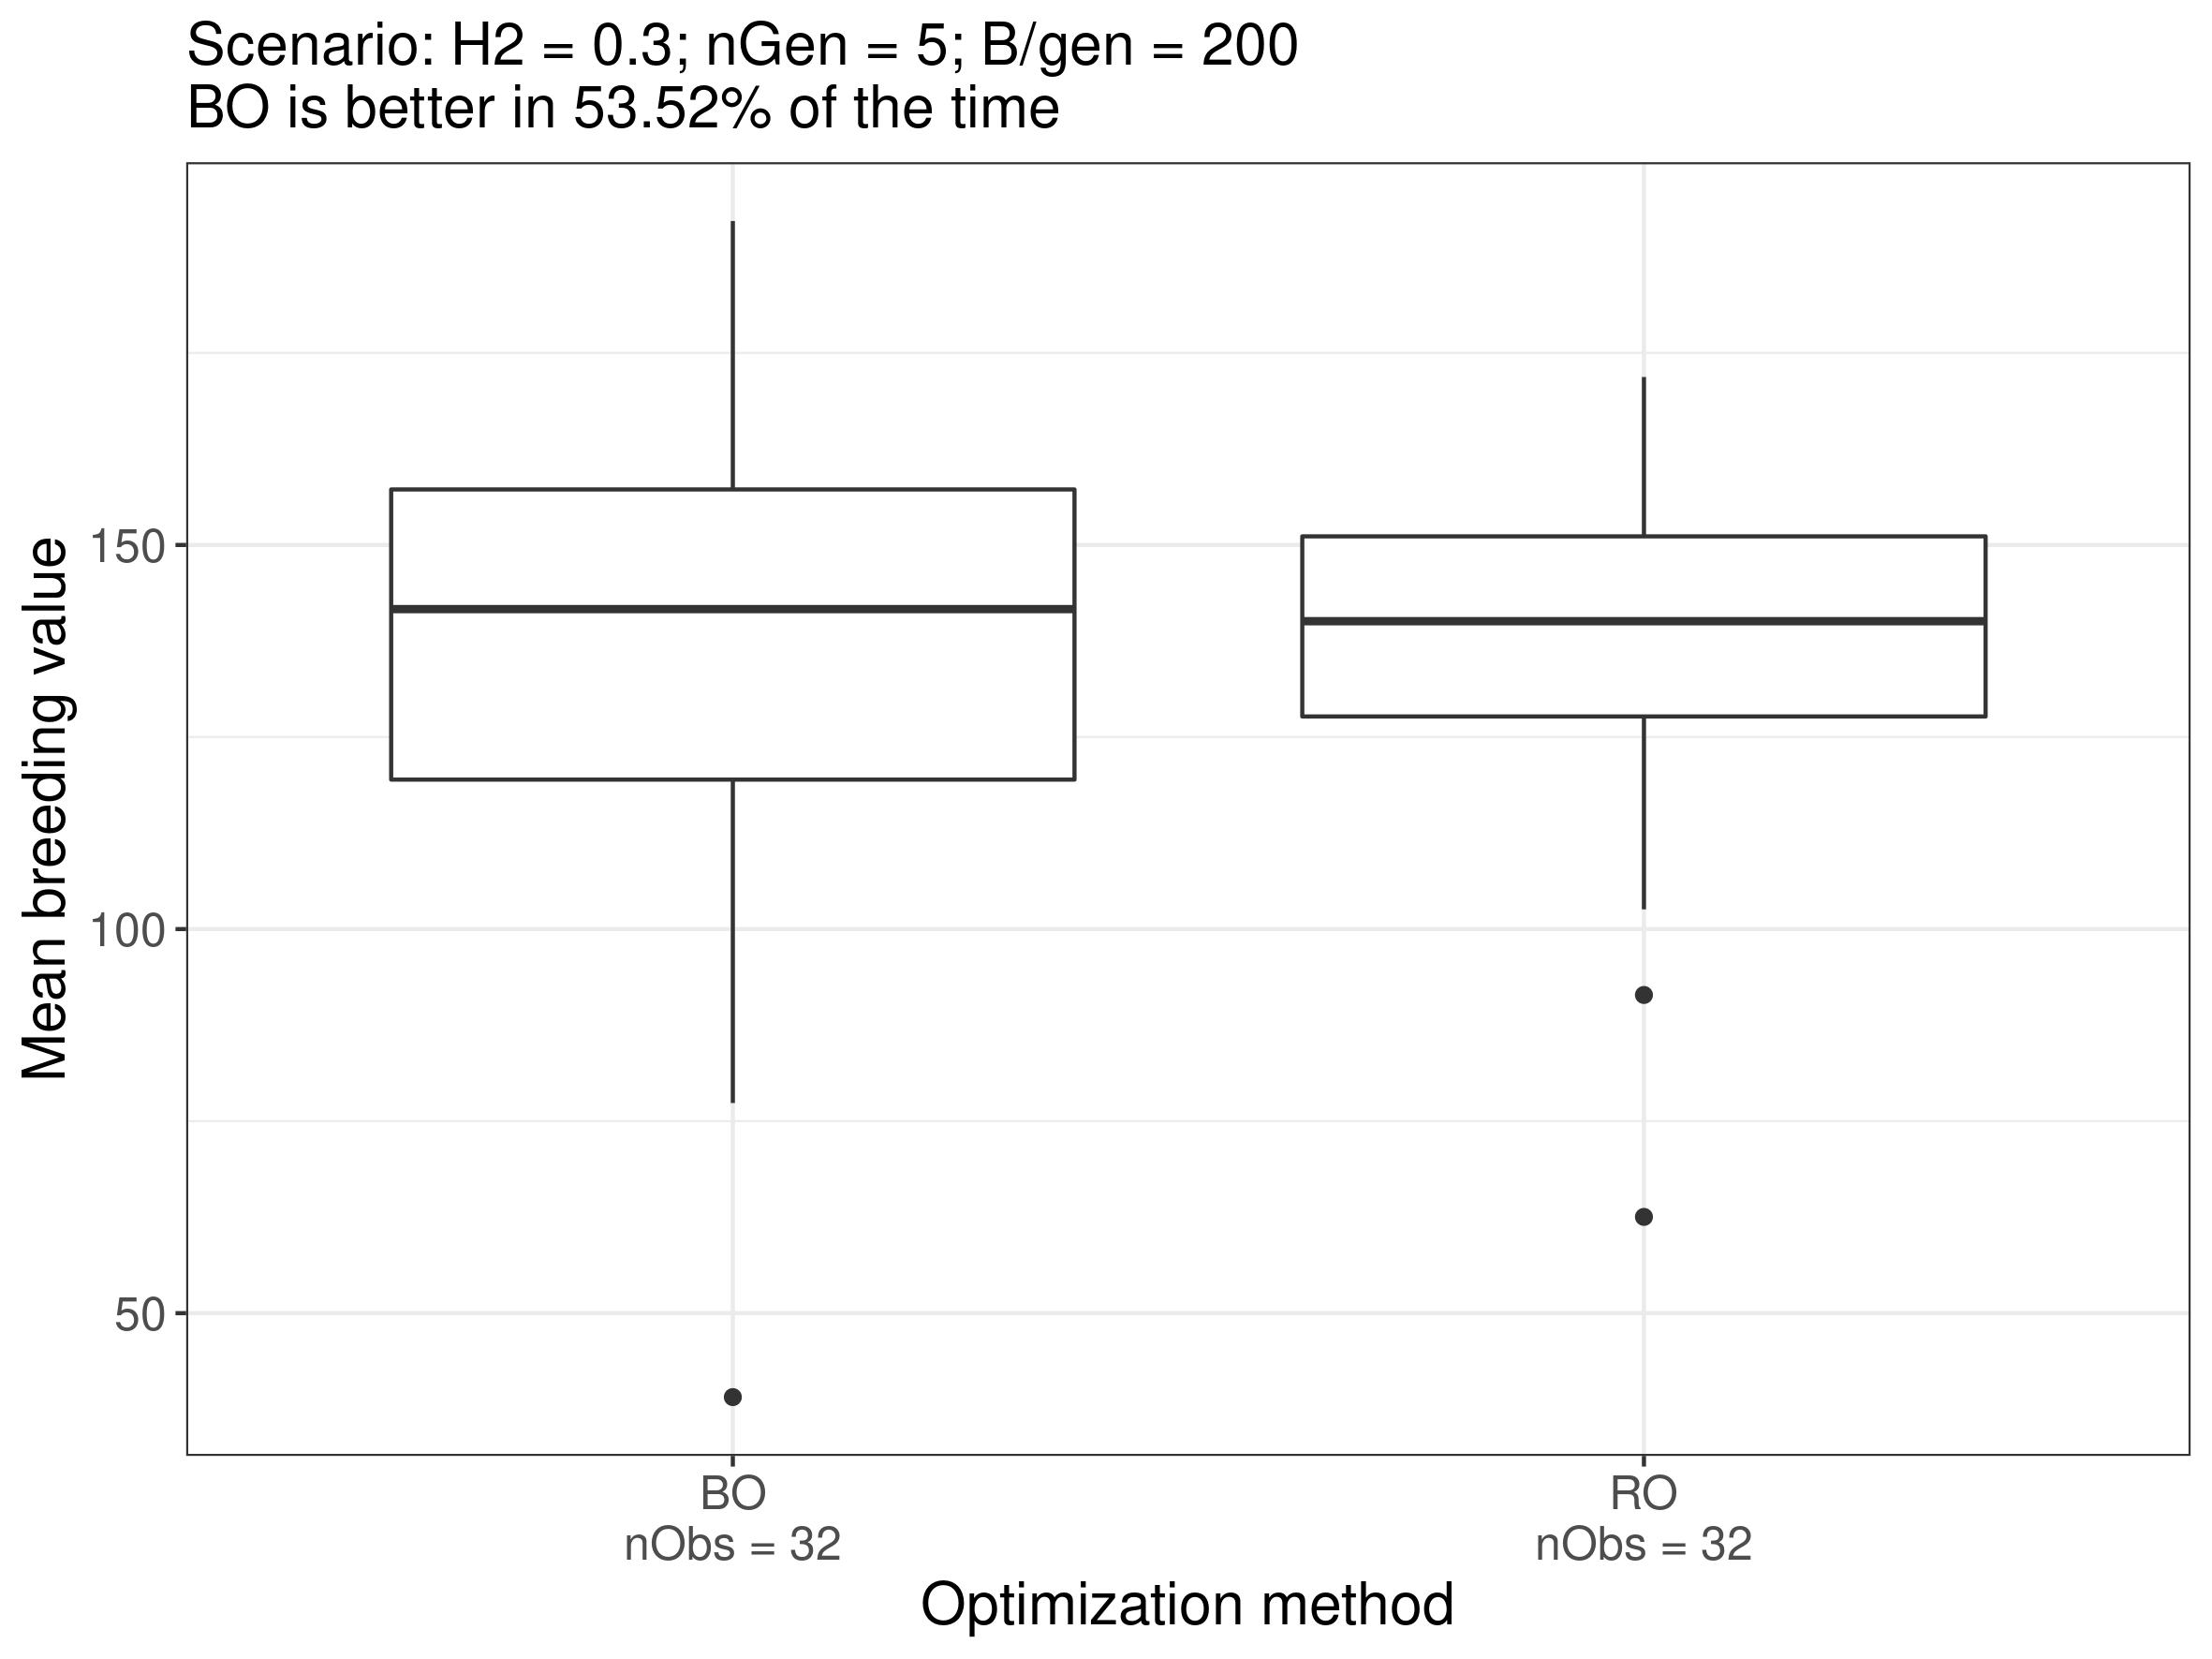 Scenario: H2 = 0.3; nGen = 5; B/gen = 200
BO is better in 53.52% of the time
Mean breeding value
150
100
50
BO
nObs = 32
RO
nObs = 32
Optimization method